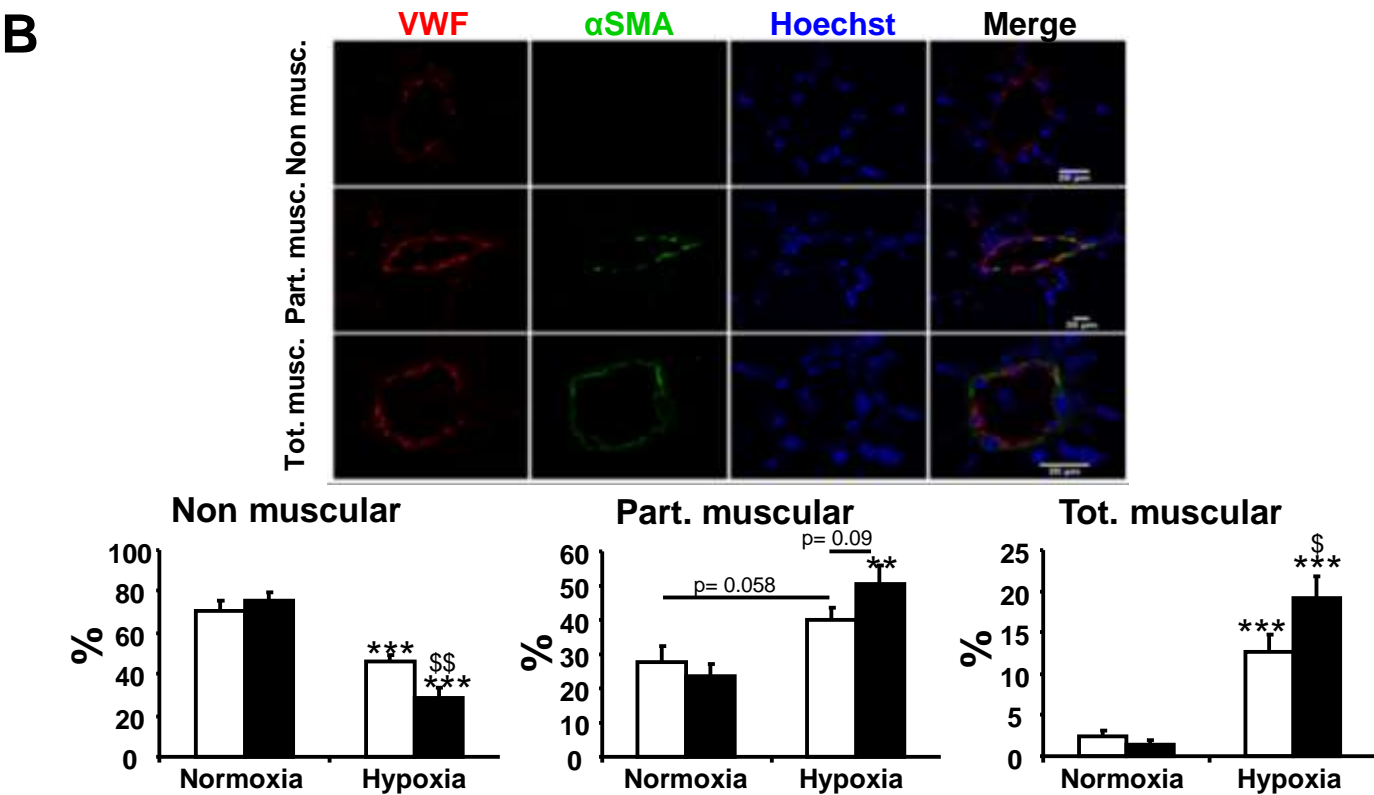 B
VWF αSMA Hoechst Merge
Non musc.
Part. musc.
Tot. musc.
20 µm
Non muscular
100
80
60
40
20
0
%
***
$$
***
Normoxia Hypoxia
Part. muscular
60
50
40
30
20
10
0
%
p= 0.058
p= 0.09
**
Normoxia Hypoxia
Tot. muscular
25
20
15
10
5
0
%
***
$
***
Normoxia Hypoxia